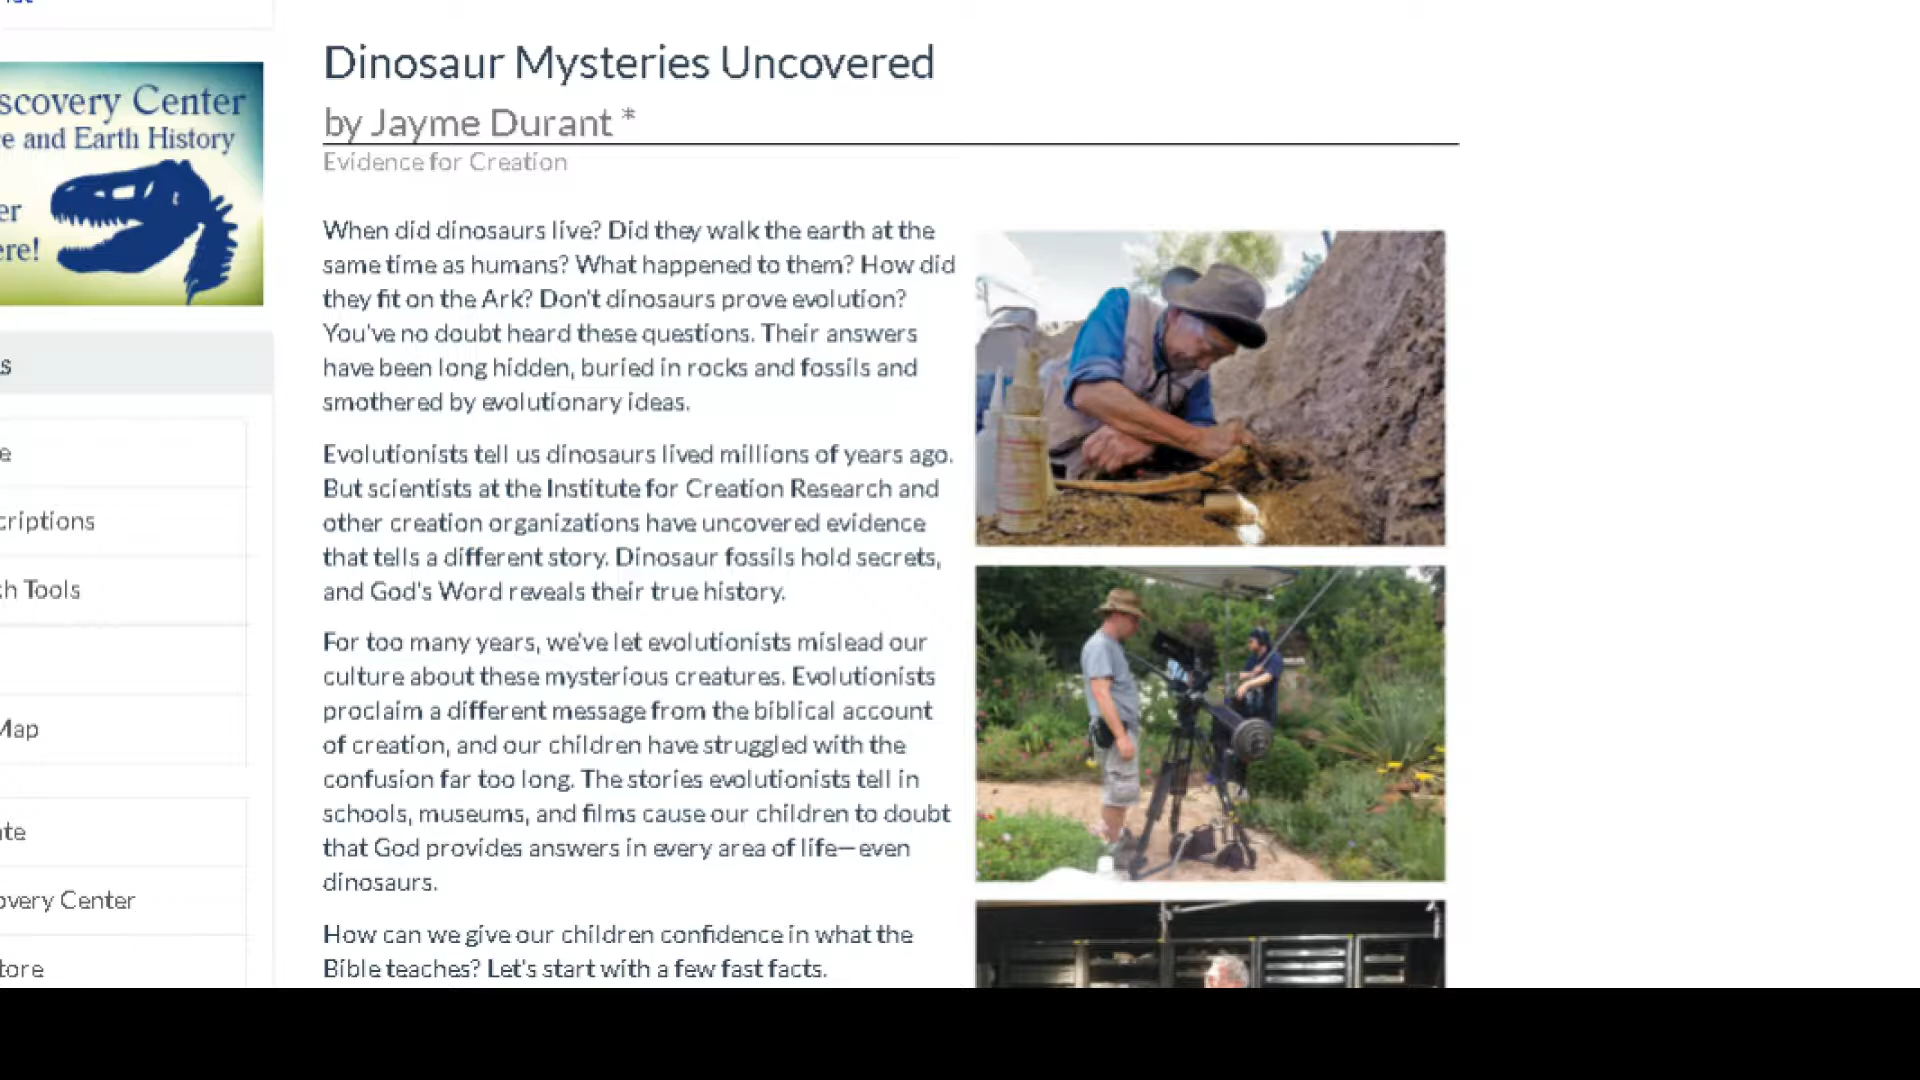 scovery Center
e and Earth History
er
ere!
s
e
criptions
ch Tools
Map
ate
overy Center
tore
Dinosaur Mysteries Uncovered
by Jayme Durant *
Evidence for Creation
When did dinosaurs live? Did they walk the earth at the
same time as humans? What happened to them? How did
they fit on the Ark? Don't dinosaurs prove evolution?
You've no doubt heard these questions. Their answers
have been long hidden, buried in rocks and fossils and
smothered by evolutionary ideas.
Evolutionists tell us dinosaurs lived millions of years ago.
But scientists at the Institute for Creation Research and
other creation organizations have uncovered evidence
that tells a different story. Dinosaur fossils hold secrets,
and God's Word reveals their true history.
For too many years, we've let evolutionists mislead our
culture about these mysterious creatures. Evolutionists
proclaim a different message from the biblical account
of creation, and our children have struggled with the
confusion far too long. The stories evolutionists tell in
schools, museums, and films cause our children to doubt
that God provides answers in every area of life—even
dinosaurs.
How can we give our children confidence in what the
Bible teaches? Let's start with a few fast facts.